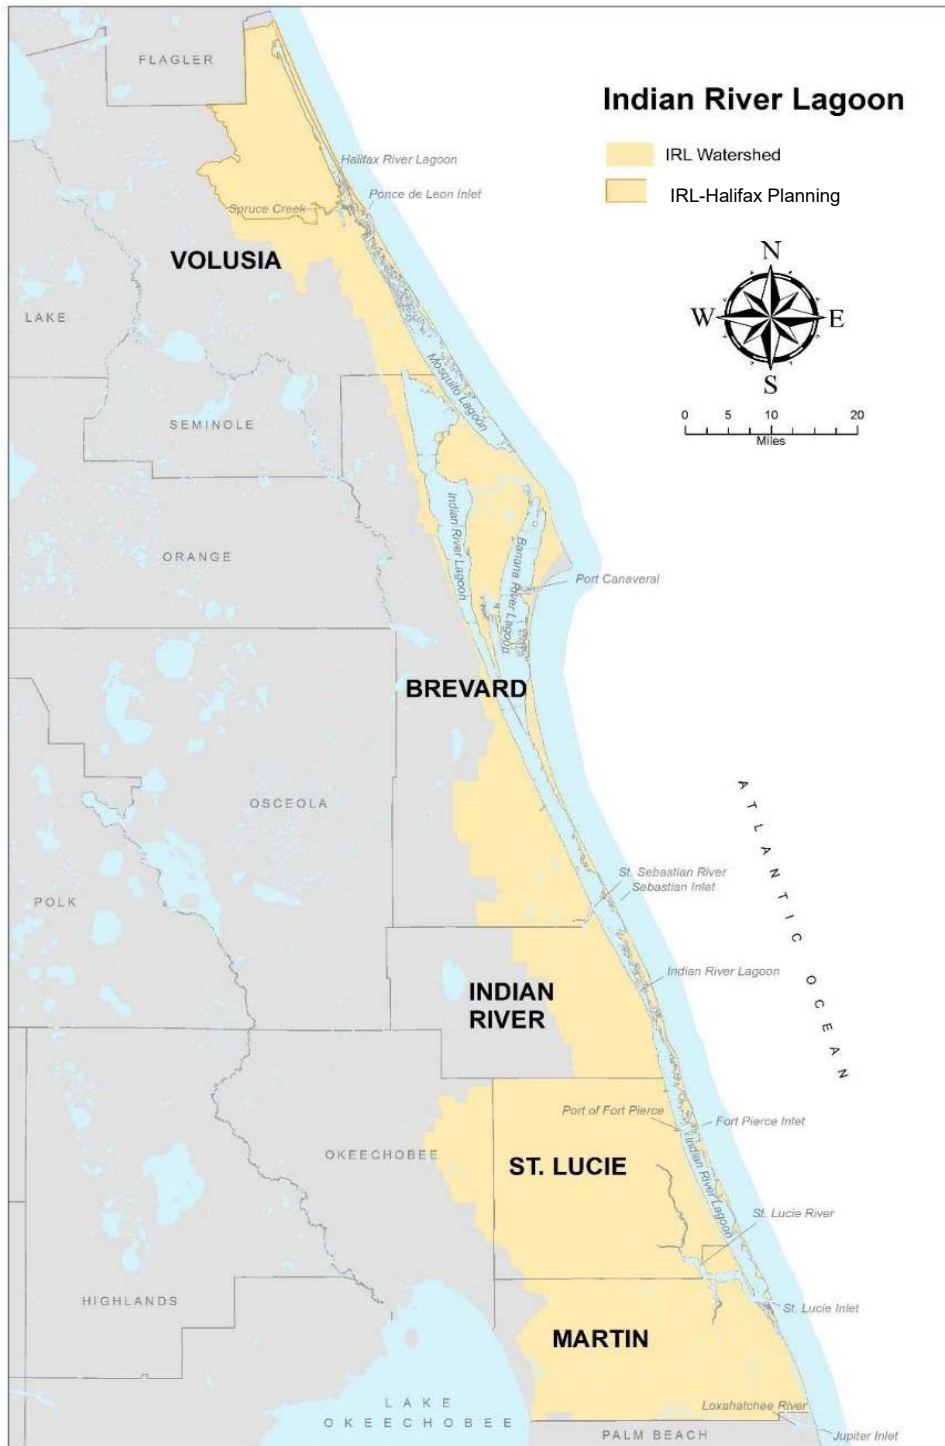 FLAGLER
Indian River Lagoon
IRL Watershed
IRL-Halifax Planning
Halifax River Lagoon
Ponce de Leon Inlet
Spruce Creek
VOLUSIA
N
W
E
S
LAKE
0 5 10 20
Miles
Mosquito Lagoon
SEMINOLE
Indian River Lagoon
Banana River Lagoon
ORANGE
Port Canaveral
BREVARD
OSCEOLA
ATLANTIC OCEAN
St. Sebastian River
Sebastian Inlet
POLK
Indian River Lagoon
INDIAN
RIVER
Port of Fort Pierce
Fort Pierce Inlet
Indian River Lagoon
OKEECHOBEE
ST. LUCIE
St. Lucie River
HIGHLANDS
St. Lucie Inlet
MARTIN
LAKE
OKEECHOBEE
Loxahatchee River
PALM BEACH
Jupiter Inlet